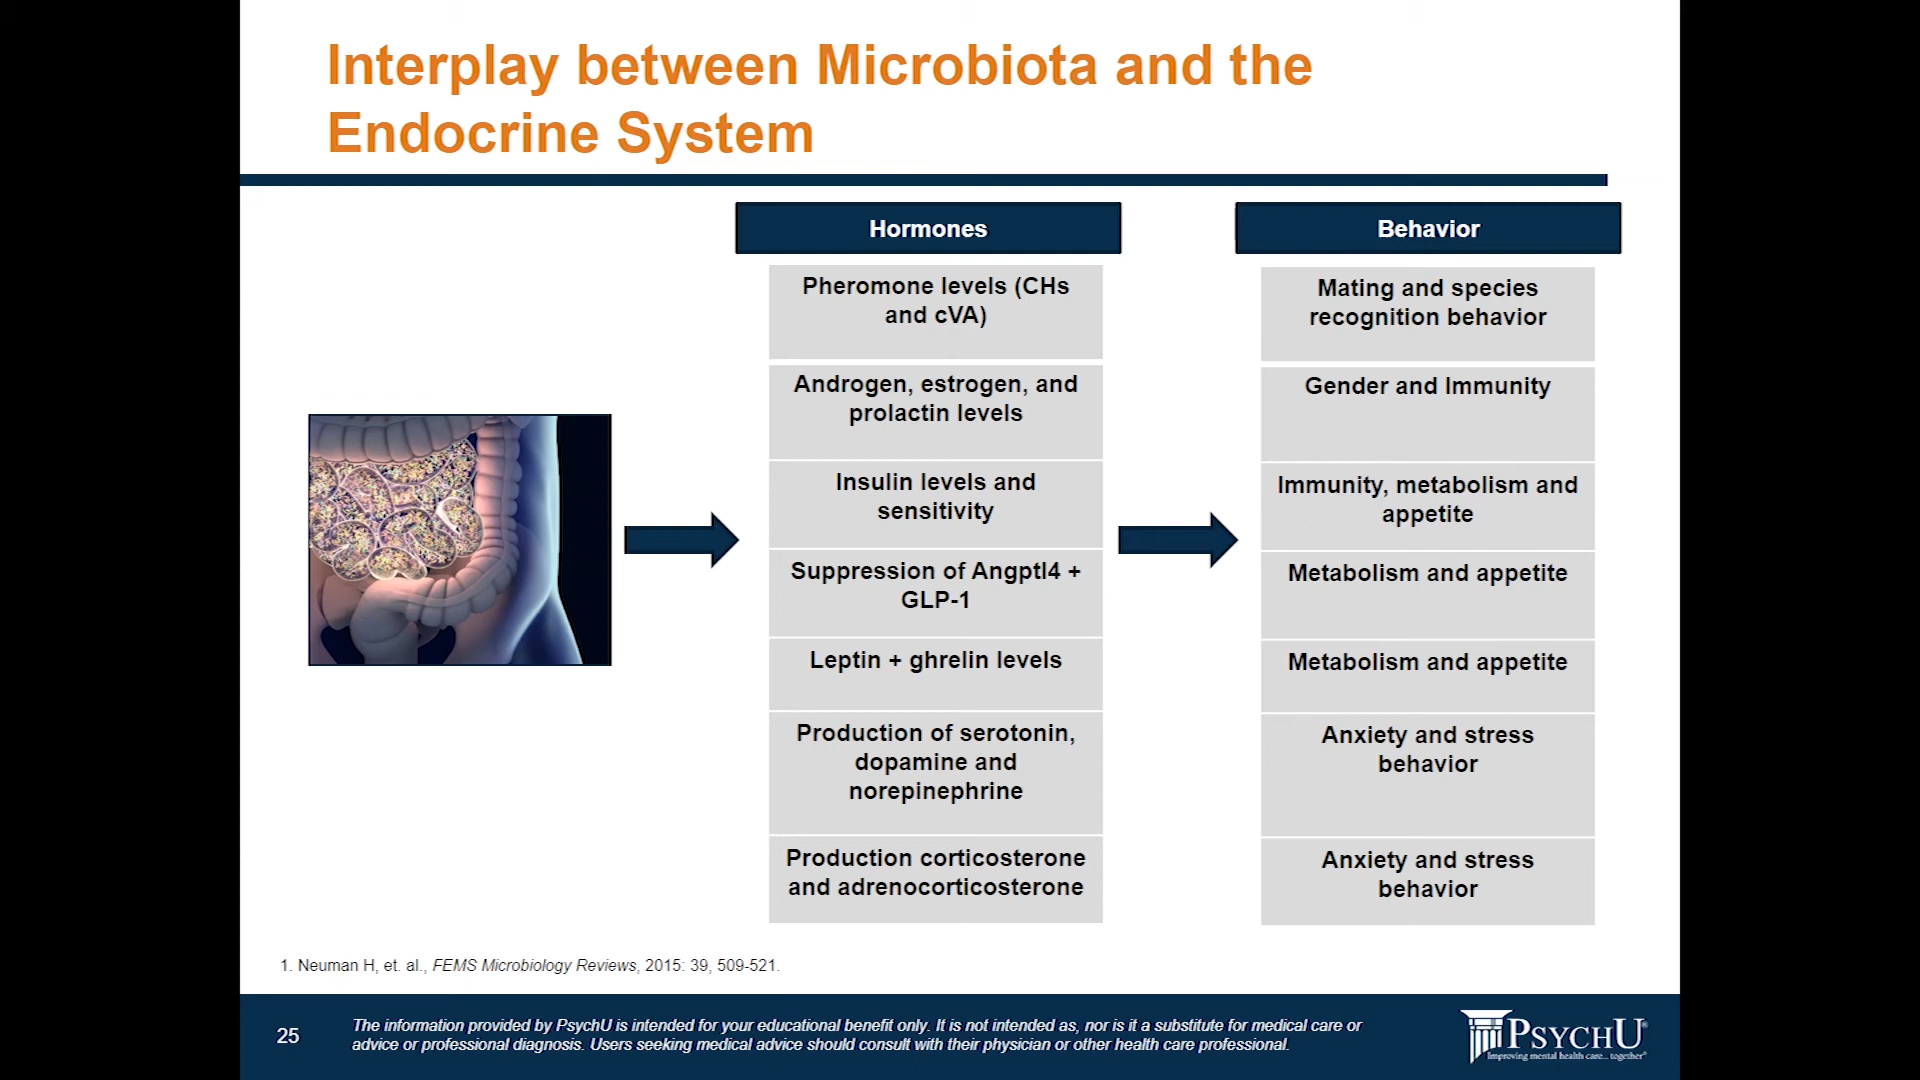 Interplay between Microbiota and the
Endocrine System
Hormones
Behavior
Pheromone levels (CHs
and cVA)
Mating and species
recognition behavior
Androgen, estrogen, and
prolactin levels
Gender and Immunity
Insulin levels and
sensitivity
Immunity, metabolism and
appetite
Suppression of Angptl4 +
GLP-1
Metabolism and appetite
Leptin + ghrelin levels
Metabolism and appetite
Production of serotonin,
dopamine and
norepinephrine
Anxiety and stress
behavior
Production corticosterone
and adrenocorticosterone
Anxiety and stress
behavior
1. Neuman H, et. al., FEMS Microbiology Reviews, 2015: 39, 509-521.
25
The information provided by PsychU is intended for your educational benefit only. It is not intended as, nor is it a substitute for medical care or
advice or professional diagnosis. Users seeking medical advice should consult with their physician or other health care professional.
PSYCHU®
Improving mental health care... together®